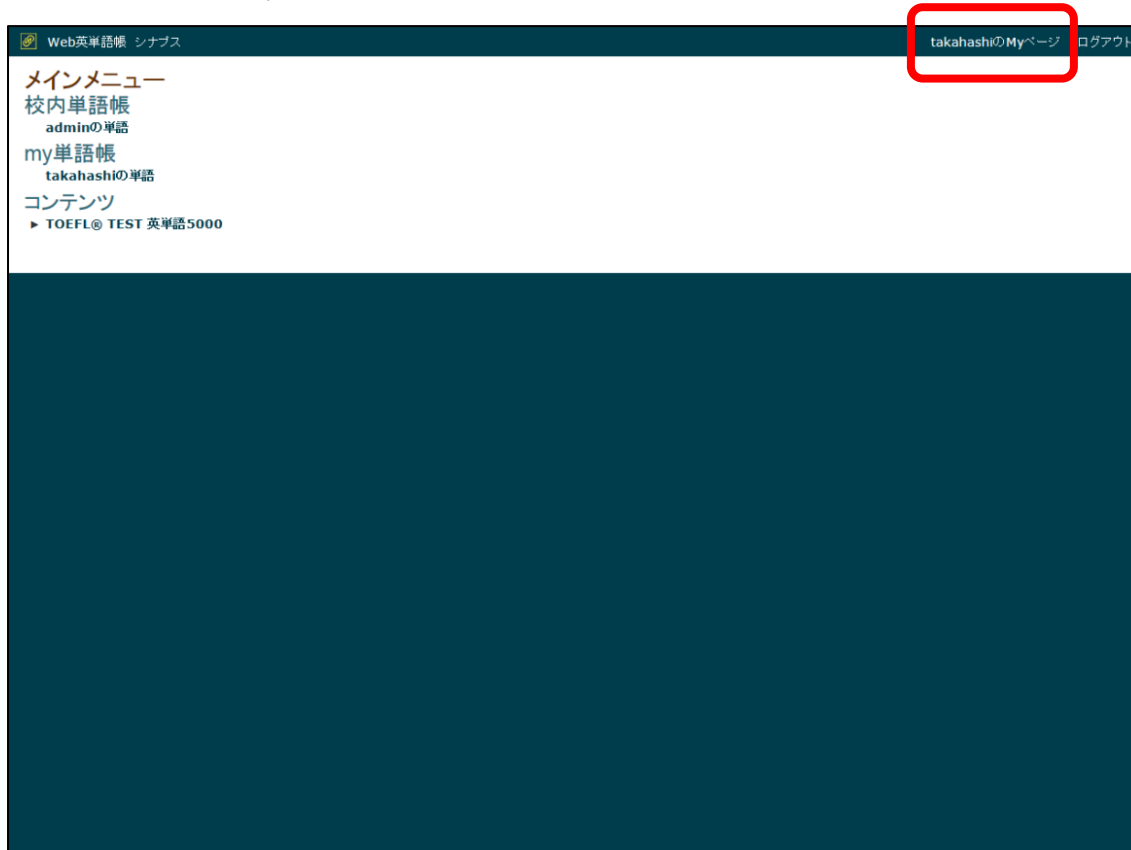 Web英単語帳 シナプス takahashiのMyページ ログアウト
メインメニュー
校内単語帳
adminの単語
my単語帳
takahashiの単語
コンテンツ
► TOEFL® TEST 英単語5000